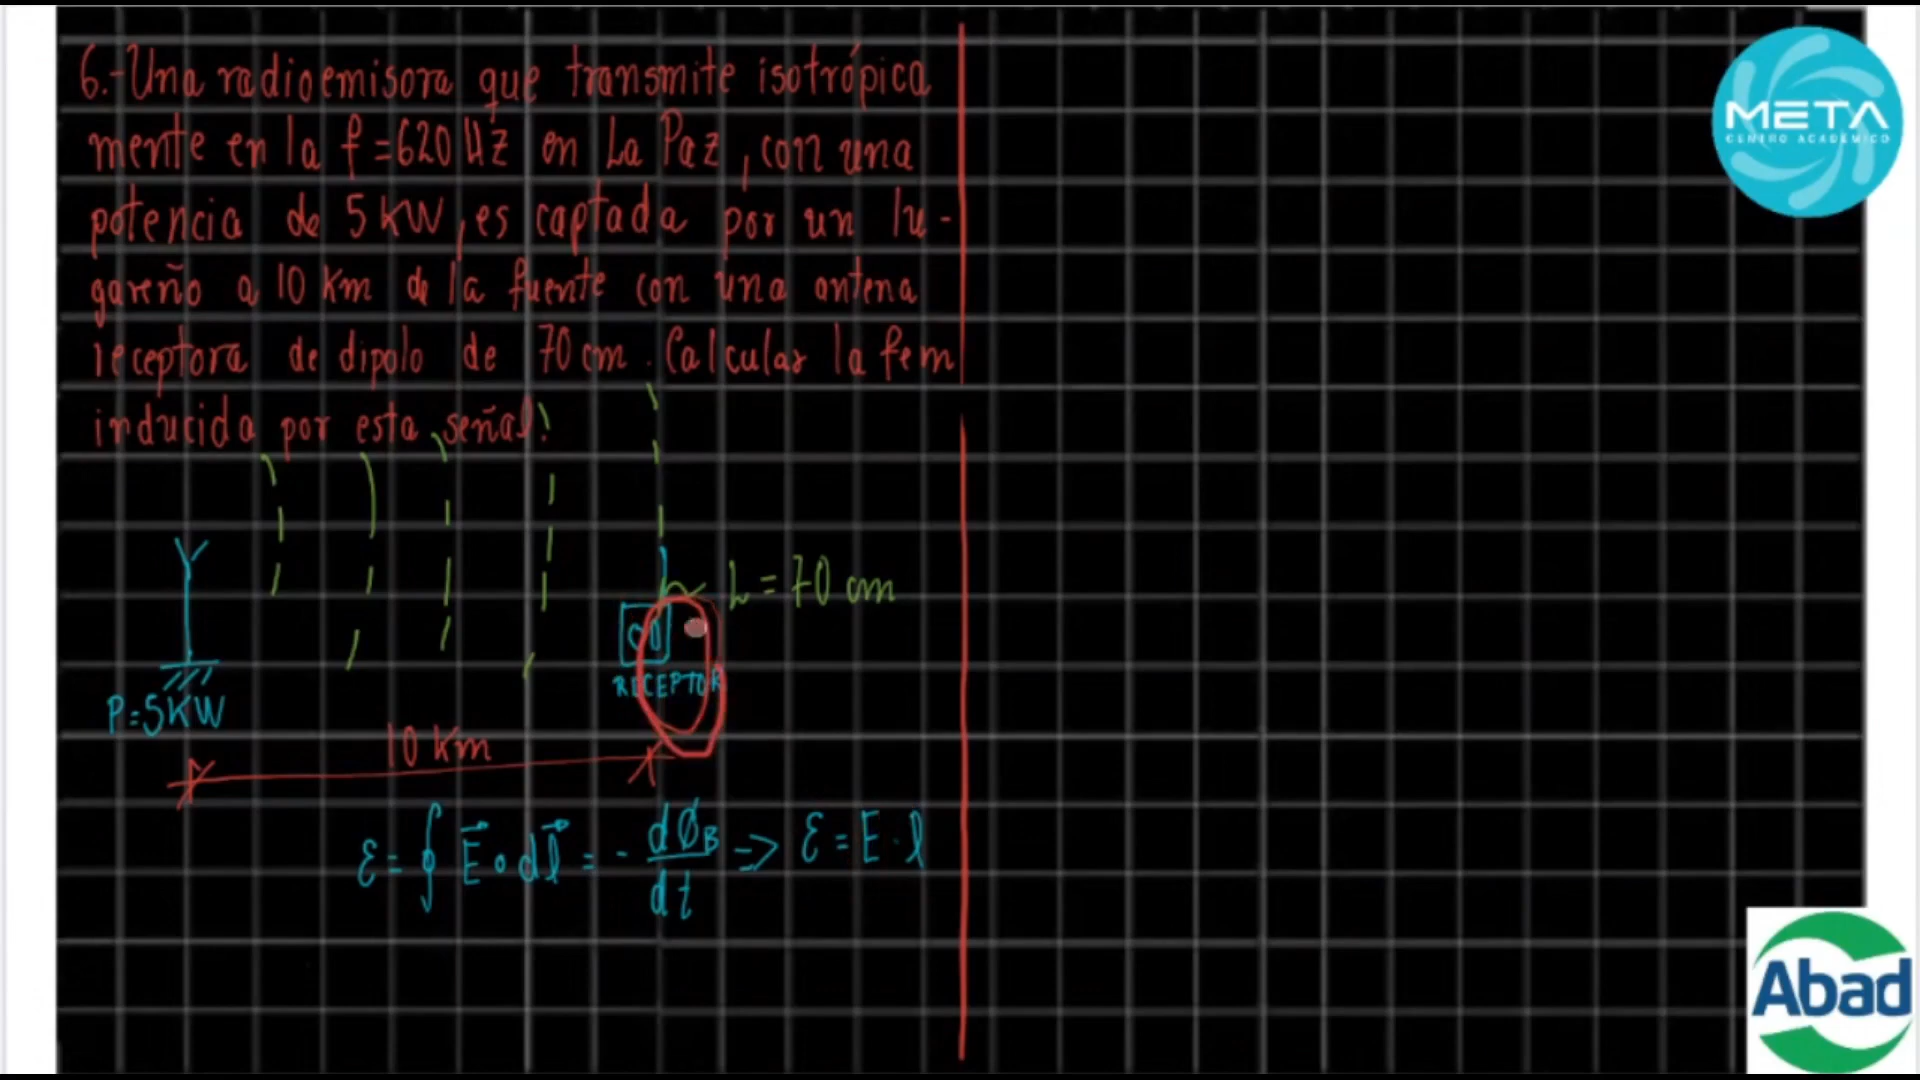 6.-Una radioemisora que transmite isotrópica
mente en la f=620 Hz en La Paz, con una
potencia de 5 KW, es captada por un lu-
gareño a 10 Km de la fuente con una antena
receptora de dipolo de 70 cm. Calcular la fem
inducida por esta señal.
L = 70 cm
RECEPTOR
P=5KW
10 Km
ε = ∮ E⃗ ∘ dl⃗ = - dØB/dt => ε = E · l
META
CENTRO ACADÉMICO
Abad